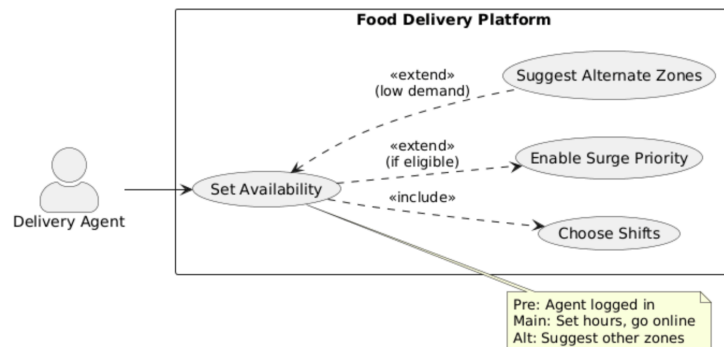 Food Delivery Platform
«extend»
(low demand)
Suggest Alternate Zones
«extend»
(if eligible)
Enable Surge Priority
Set Availability
«include»
Choose Shifts
Delivery Agent
Pre: Agent logged in
Main: Set hours, go online
Alt: Suggest other zones